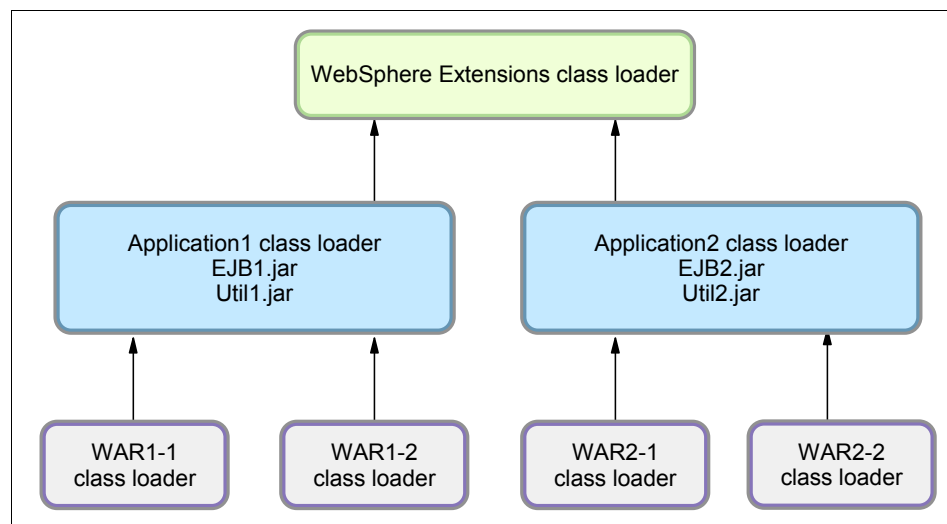 WebSphere Extensions class loader
Application1 class loader
EJB1.jar
Util1.jar
Application2 class loader
EJB2.jar
Util2.jar
WAR1-1
class loader
WAR1-2
class loader
WAR2-1
class loader
WAR2-2
class loader